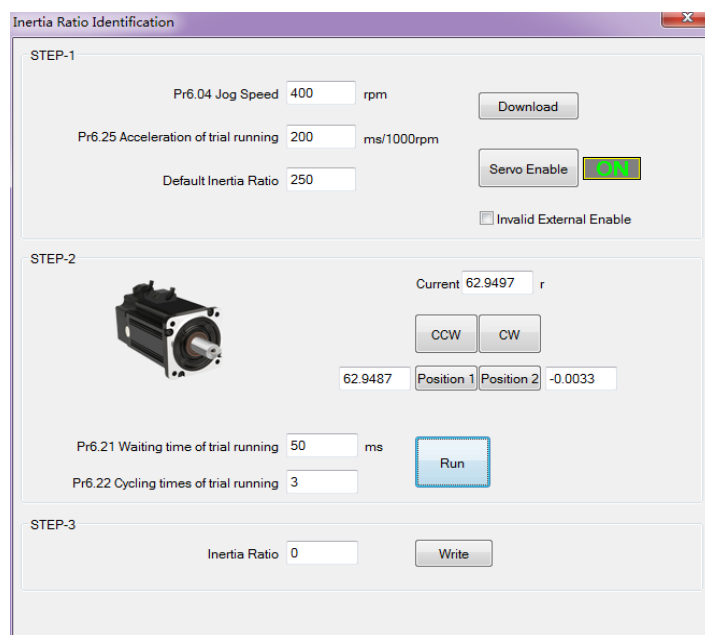 Inertia Ratio Identification
x
STEP-1
Pr6.04 Jog Speed 400 rpm
Download
Pr6.25 Acceleration of trial running 200 ms/1000rpm
Servo Enable ON
Default Inertia Ratio 250
Invalid External Enable
STEP-2
Current 62.9497 r
CCW CW
62.9487 Position 1 Position 2 -0.0033
Pr6.21 Waiting time of trial running 50 ms
Run
Pr6.22 Cycling times of trial running 3
STEP-3
Inertia Ratio 0 Write